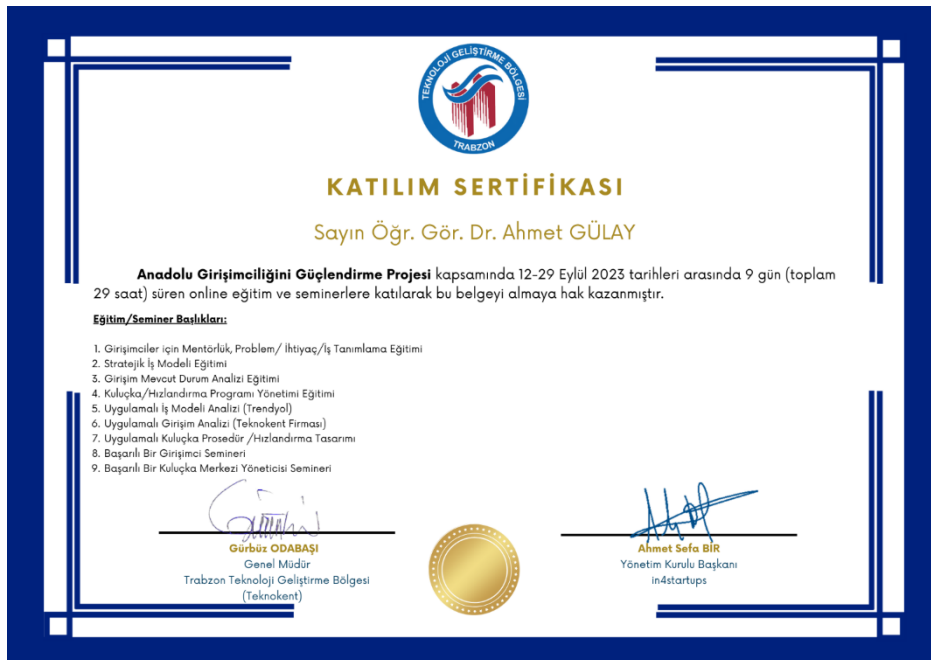 TEKNOLOJİ GELİŞTİRME BÖLGESİ
TRABZON
KATILIM SERTİFİKASI
Sayın Öğr. Gör. Dr. Ahmet GÜLAY
Anadolu Girişimciliğini Güçlendirme Projesi kapsamında 12-29 Eylül 2023 tarihleri arasında 9 gün (toplam
29 saat) süren online eğitim ve seminerlere katılarak bu belgeyi almaya hak kazanmıştır.
Eğitim/Seminer Başlıkları:
1. Girişimciler için Mentörlük, Problem/ İhtiyaç/İş Tanımlama Eğitimi
2. Stratejik İş Modeli Eğitimi
3. Girişim Mevcut Durum Analizi Eğitimi
4. Kuluçka/Hızlandırma Programı Yönetimi Eğitimi
5. Uygulamalı İş Modeli Analizi (Trendyol)
6. Uygulamalı Girişim Analizi (Teknokent Firması)
7. Uygulamalı Kuluçka Prosedür /Hızlandırma Tasarımı
8. Başarılı Bir Girişimci Semineri
9. Başarılı Bir Kuluçka Merkezi Yöneticisi Semineri
Gürbüz ODABAŞI
Genel Müdür
Trabzon Teknoloji Geliştirme Bölgesi
(Teknokent)
Ahmet Sefa BİR
Yönetim Kurulu Başkanı
in4startups